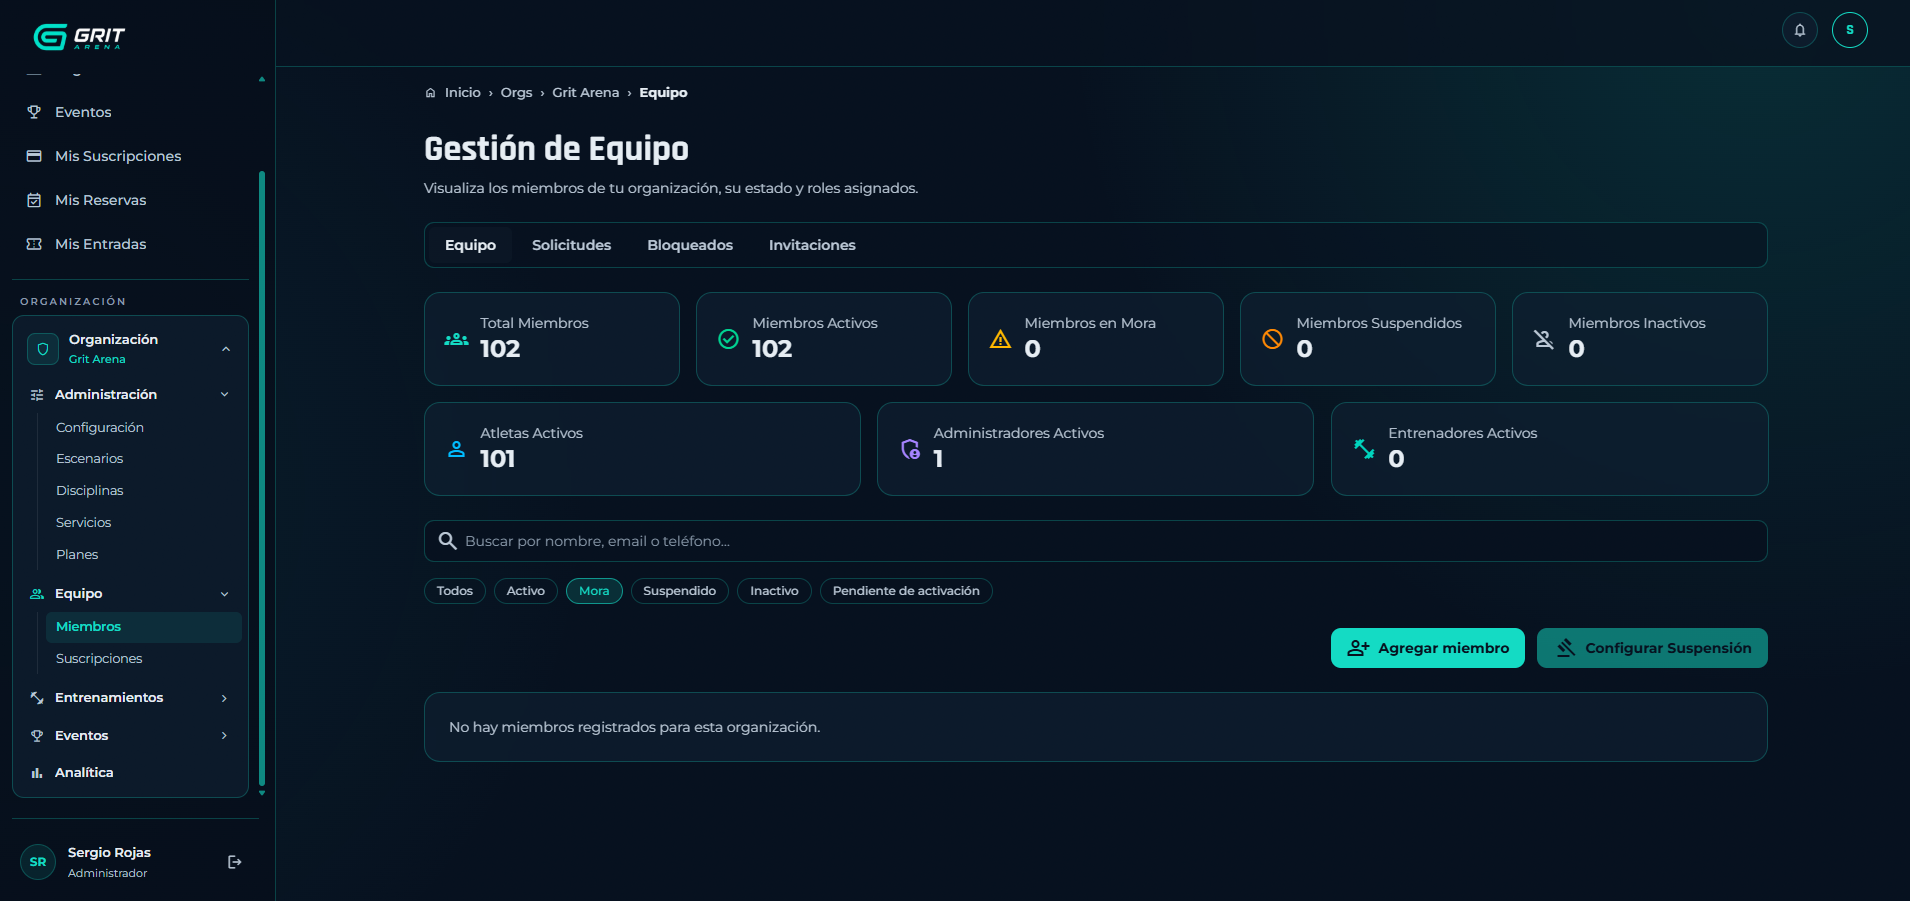 GRIT
ARENA
Eventos
Mis Suscripciones
Mis Reservas
Mis Entradas
ORGANIZACIÓN
Organización
Grit Arena
Administración
Configuración
Escenarios
Disciplinas
Servicios
Planes
Equipo
Miembros
Suscripciones
Entrenamientos
Eventos
Analítica
SR
Sergio Rojas
Administrador
S
Inicio › Orgs › Grit Arena › Equipo
Gestión de Equipo
Visualiza los miembros de tu organización, su estado y roles asignados.
Equipo Solicitudes Bloqueados Invitaciones
Total Miembros
102
Miembros Activos
102
Miembros en Mora
0
Miembros Suspendidos
0
Miembros Inactivos
0
Atletas Activos
101
Administradores Activos
1
Entrenadores Activos
0
Buscar por nombre, email o teléfono...
Todos Activo Mora Suspendido Inactivo Pendiente de activación
Agregar miembro Configurar Suspensión
No hay miembros registrados para esta organización.